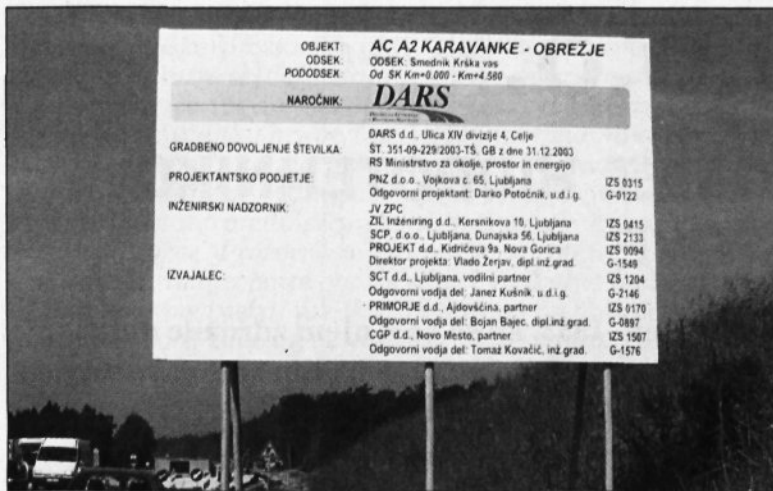 OBJEKT: AC A2 KARAVANKE - OBREŽJE
ODSEK: ODSEK: Smednik Krška vas
PODODSEK: Od SK Km+0.000 - Km+4.580
NAROČNIK: DARS
DARS d.d., Ulica XIV divizije 4, Celje
GRADBENO DOVOLJENJE ŠTEVILKA: ŠT. 351-09-229/2003-TŠ, GB z dne 31.12.2003
RS Ministrstvo za okolje, prostor in energijo
PROJEKTANTSKO PODJETJE: PNZ d.o.o., Vojkova c. 65, Ljubljana IZS 0315
Odgovorni projektant: Darko Potočnik, u.d.i.g. G-0122
INŽENIRSKI NADZORNIK: JV ZPC
ZIL Inženiring d.d., Kersnikova 10, Ljubljana IZS 0415
SCP, d.o.o., Ljubljana, Dunajska 56, Ljubljana IZS 2133
PROJEKT d.d., Kidričeva 9a, Nova Gorica IZS 0094
Direktor projekta: Vlado Žerjav, dipl.inž.grad. G-1549
IZVAJALEC: SCT d.d., Ljubljana, vodilni partner IZS 1204
Odgovorni vodja del: Janez Kušnik, u.d.i.g. G-2146
PRIMORJE d.d., Ajdovščina, partner IZS 0170
Odgovorni vodja del: Bojan Bajec, dipl.inž.grad. G-0897
CGP d.d., Novo Mesto, partner IZS 1507
Odgovorni vodja del: Tomaž Kovačič, inž.grad. G-1576